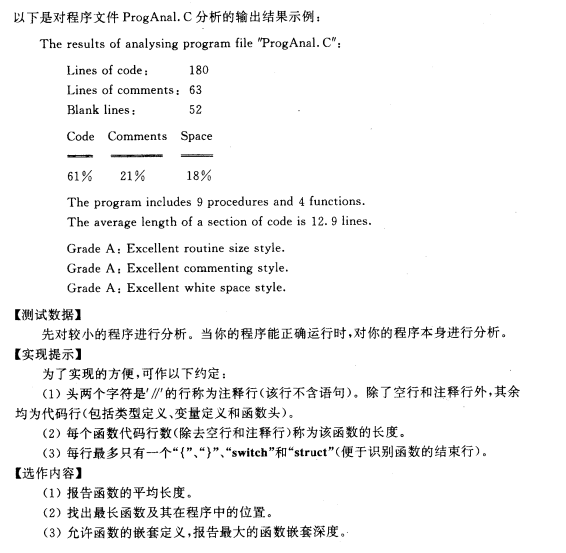 以下是对程序文件 ProgAnal.C 分析的输出结果示例：
The results of analysing program file "ProgAnal.C":
Lines of code: 180
Lines of comments: 63
Blank lines: 52
Code Comments Space
61% 21% 18%
The program includes 9 procedures and 4 functions.
The average length of a section of code is 12.9 lines.
Grade A: Excellent routine size style.
Grade A: Excellent commenting style.
Grade A: Excellent white space style.
【测试数据】
先对较小的程序进行分析。当你的程序能正确运行时,对你的程序本身进行分析。
【实现提示】
为了实现的方便,可作以下约定：
(1) 头两个字符是'//'的行称为注释行(该行不含语句)。除了空行和注释行外,其余
均为代码行(包括类型定义、变量定义和函数头)。
(2) 每个函数代码行数(除去空行和注释行)称为该函数的长度。
(3) 每行最多只有一个“{”、“}”、“switch”和“struct”(便于识别函数的结束行)。
【选作内容】
(1) 报告函数的平均长度。
(2) 找出最长函数及其在程序中的位置。
(3) 允许函数的嵌套定义,报告最大的函数嵌套深度。